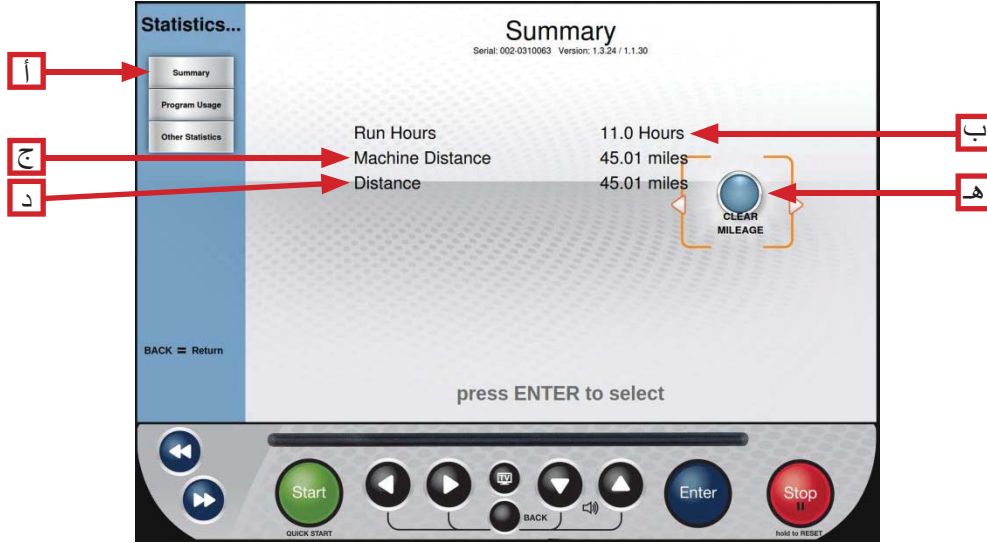 Statistics...
Summary
Serial: 002-0310063 Version: 1.3.24 / 1.1.30
أ
Summary
Program Usage
Other Statistics
Run Hours 11.0 Hours
ب
ج
Machine Distance 45.01 miles
د
Distance 45.01 miles
هـ
CLEAR
MILEAGE
BACK = Return
press ENTER to select
Start
QUICK START
TV
BACK
Enter
Stop
hold to RESET